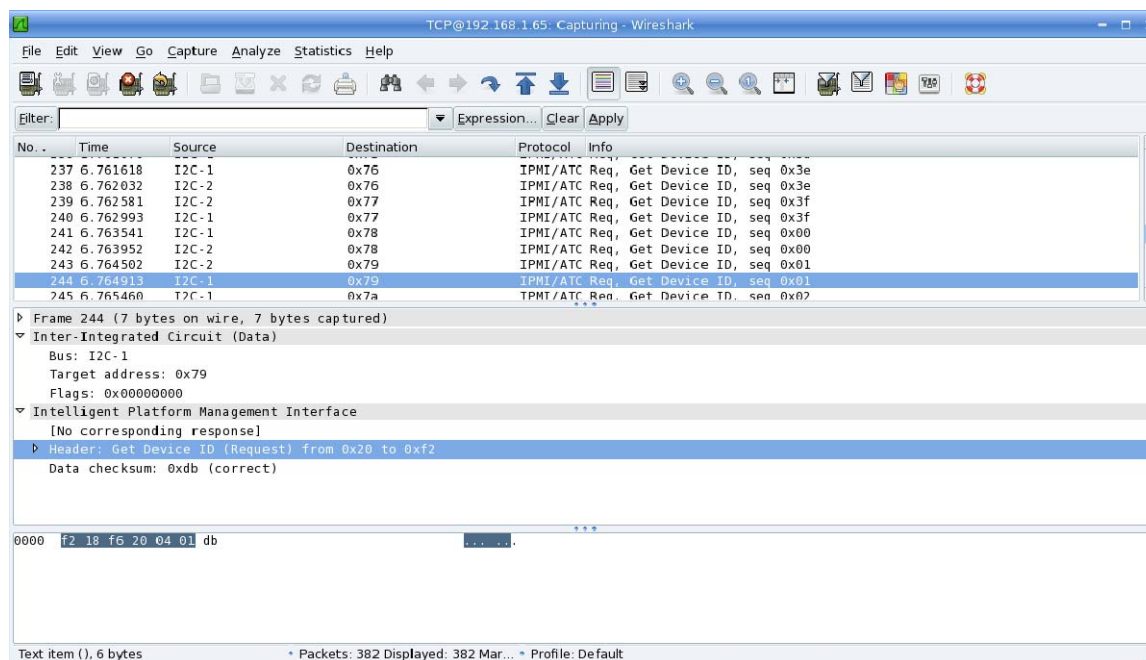 TCP@192.168.1.65: Capturing - Wireshark
File Edit View Go Capture Analyze Statistics Help
Filter: Expression... Clear Apply
No. . Time Source Destination Protocol Info
237 6.761618 I2C-1 0x76 IPMI/ATC Req, Get Device ID, seq 0x3e
238 6.762032 I2C-2 0x76 IPMI/ATC Req, Get Device ID, seq 0x3e
239 6.762581 I2C-2 0x77 IPMI/ATC Req, Get Device ID, seq 0x3f
240 6.762993 I2C-1 0x77 IPMI/ATC Req, Get Device ID, seq 0x3f
241 6.763541 I2C-1 0x78 IPMI/ATC Req, Get Device ID, seq 0x00
242 6.763952 I2C-2 0x78 IPMI/ATC Req, Get Device ID, seq 0x00
243 6.764502 I2C-2 0x79 IPMI/ATC Req, Get Device ID, seq 0x01
244 6.764913 I2C-1 0x79 IPMI/ATC Req, Get Device ID, seq 0x01
245 6.765460 I2C-1 0x7a IPMI/ATC Req, Get Device ID, seq 0x02
Frame 244 (7 bytes on wire, 7 bytes captured)
Inter-Integrated Circuit (Data)
Bus: I2C-1
Target address: 0x79
Flags: 0x00000000
Intelligent Platform Management Interface
[No corresponding response]
Header: Get Device ID (Request) from 0x20 to 0xf2
Data checksum: 0xdb (correct)
0000 f2 18 f6 20 04 01 db ... ...
Text item (), 6 bytes Packets: 382 Displayed: 382 Mar... Profile: Default